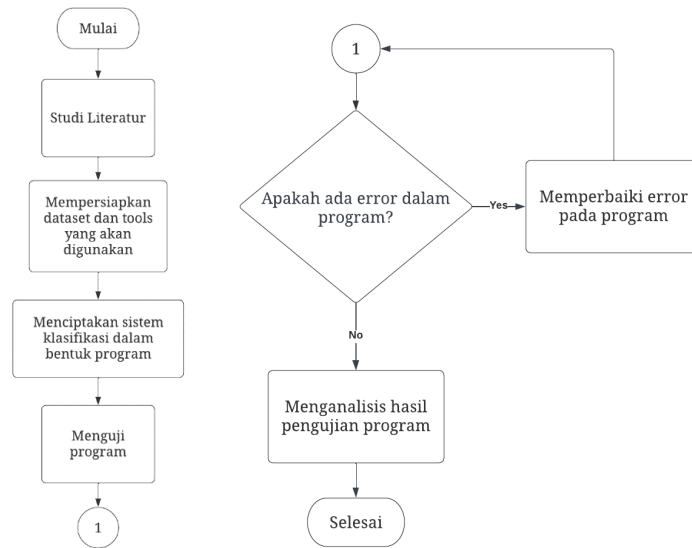 Mulai
Studi Literatur
Mempersiapkan
dataset dan tools
yang akan
digunakan
Menciptakan sistem
klasifikasi dalam
bentuk program
Menguji
program
1
1
Apakah ada error dalam
program?
Yes
Memperbaiki error
pada program
No
Menganalisis hasil
pengujian program
Selesai